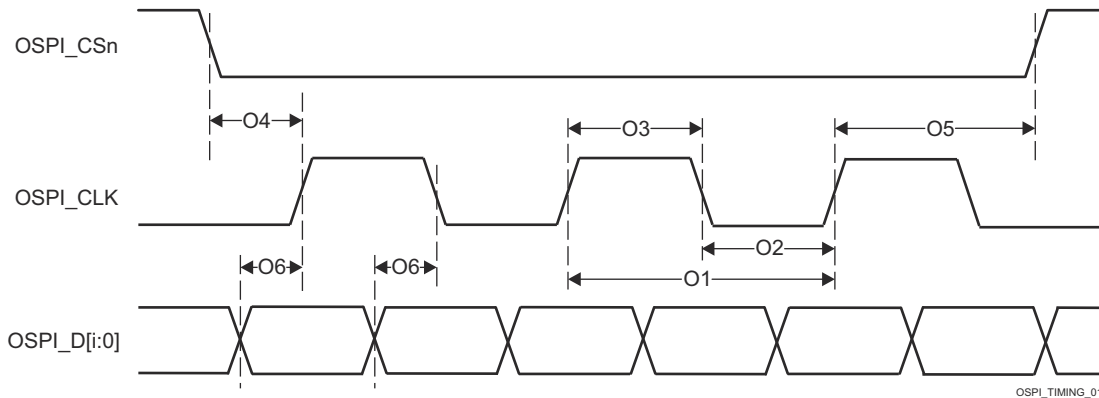 OSPI_CSn
O4
O3
O5
OSPI_CLK
O2
O6
O6
O1
OSPI_D[i:0]